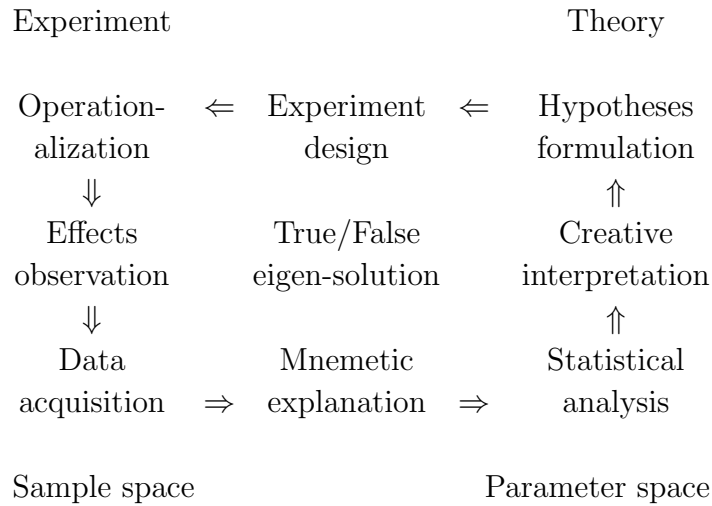 Experiment Theory
Operation- ⇐ Experiment ⇐ Hypotheses
alization design formulation
⇓ ⇑
Effects True/False Creative
observation eigen-solution interpretation
⇓ ⇑
Data Mnemetic Statistical
acquisition ⇒ explanation ⇒ analysis
Sample space Parameter space